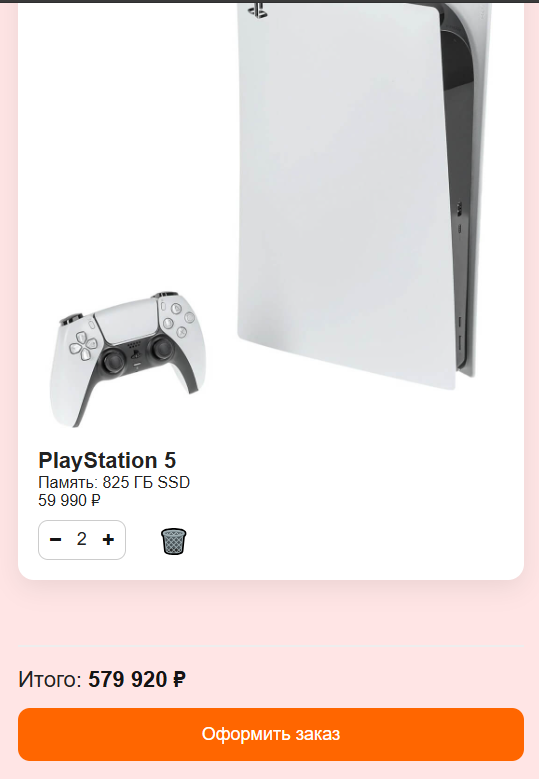 PlayStation 5
Память: 825 ГБ SSD
59 990 ₽
− 2 +
Итого: 579 920 ₽
Оформить заказ